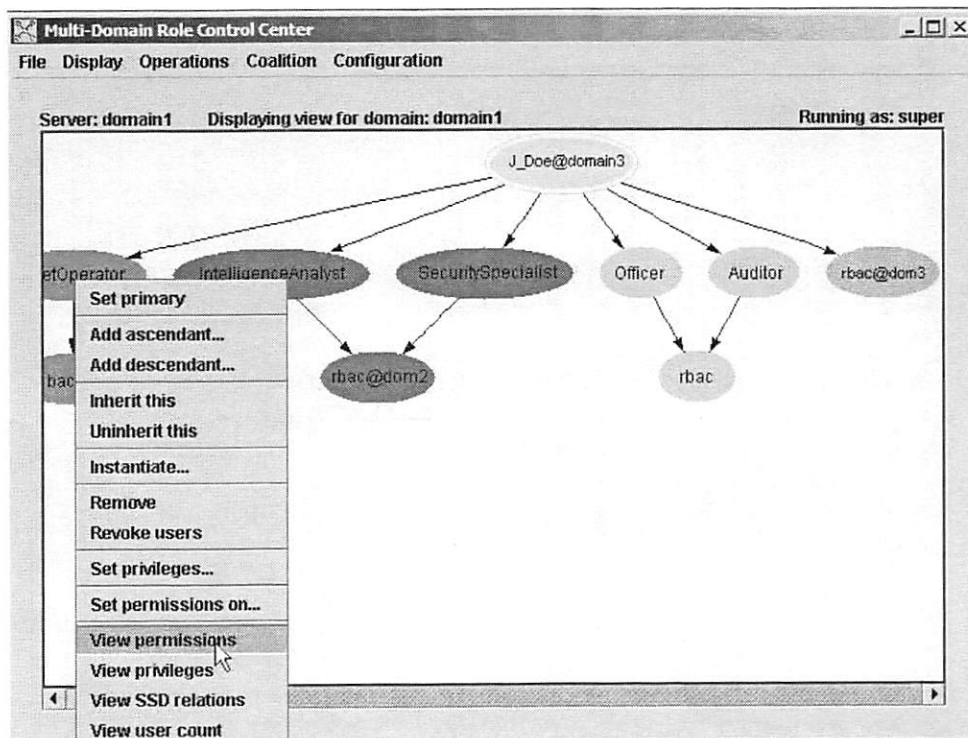 Multi-Domain Role Control Center
File Display Operations Coalition Configuration
Server: domain1 Displaying view for domain: domain1 Running as: super
J_Doe@domain3
etOperator IntelligenceAnalyst SecuritySpecialist Officer Auditor rbac@dom3
Set primary
Add ascendant...
Add descendant...
bac rbac@dom2 rbac
Inherit this
Uninherit this
Instantiate...
Remove
Revoke users
Set privileges...
Set permissions on...
View permissions
View privileges
View SSD relations
View user count